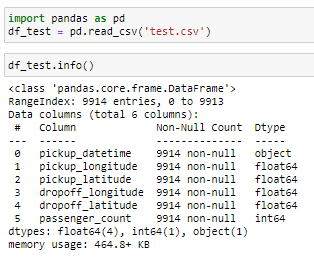 import pandas as pd
df_test = pd.read_csv('test.csv')
df_test.info()
<class 'pandas.core.frame.DataFrame'>
RangeIndex: 9914 entries, 0 to 9913
Data columns (total 6 columns):
 #   Column             Non-Null Count  Dtype
---  ------             --------------  -----
 0   pickup_datetime    9914 non-null   object
 1   pickup_longitude   9914 non-null   float64
 2   pickup_latitude    9914 non-null   float64
 3   dropoff_longitude  9914 non-null   float64
 4   dropoff_latitude   9914 non-null   float64
 5   passenger_count    9914 non-null   int64
dtypes: float64(4), int64(1), object(1)
memory usage: 464.8+ KB